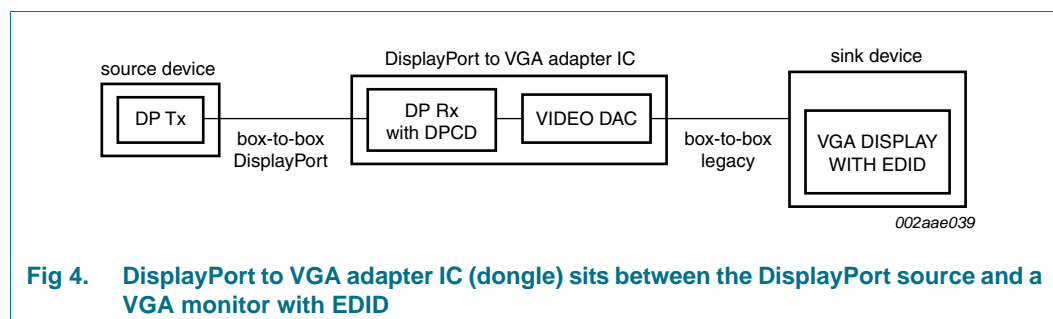 source device
DP Tx
box-to-box
DisplayPort
DisplayPort to VGA adapter IC
DP Rx
with DPCD
VIDEO DAC
box-to-box
legacy
sink device
VGA DISPLAY
WITH EDID
002aae039
Fig 4. DisplayPort to VGA adapter IC (dongle) sits between the DisplayPort source and a
VGA monitor with EDID